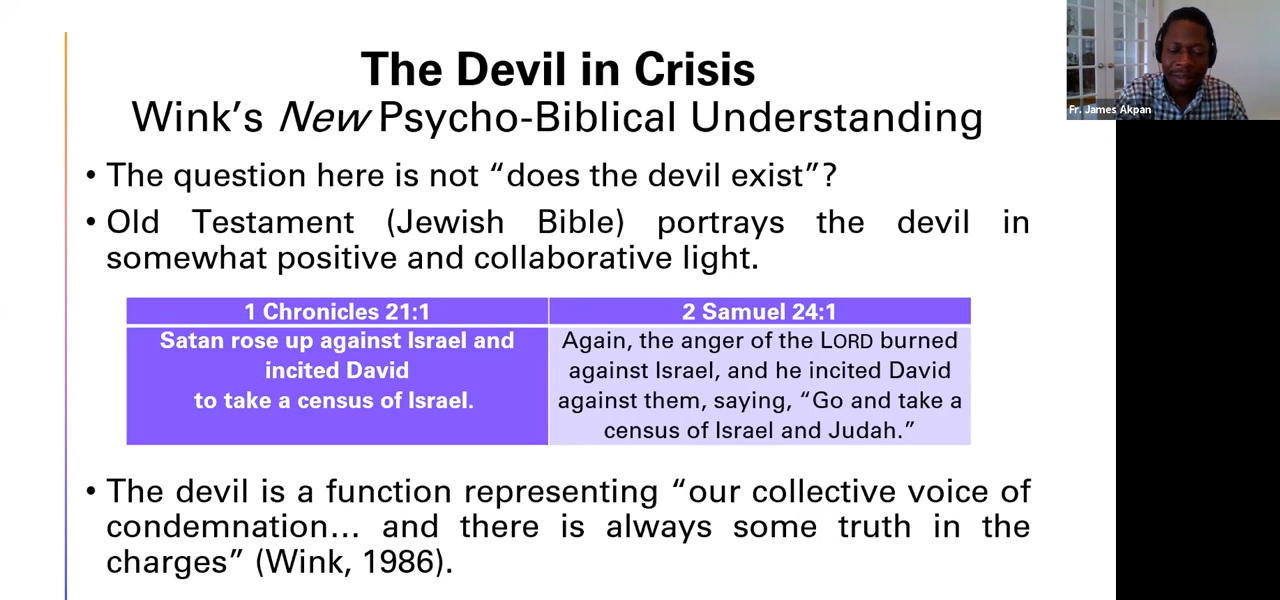 The Devil in Crisis
Wink’s New Psycho-Biblical Understanding
• The question here is not “does the devil exist”?
• Old Testament (Jewish Bible) portrays the devil in
somewhat positive and collaborative light.
1 Chronicles 21:1
Satan rose up against Israel and
incited David
to take a census of Israel.
2 Samuel 24:1
Again, the anger of the LORD burned
against Israel, and he incited David
against them, saying, “Go and take a
census of Israel and Judah.”
• The devil is a function representing “our collective voice of
condemnation… and there is always some truth in the
charges” (Wink, 1986).
Fr. James Akpan